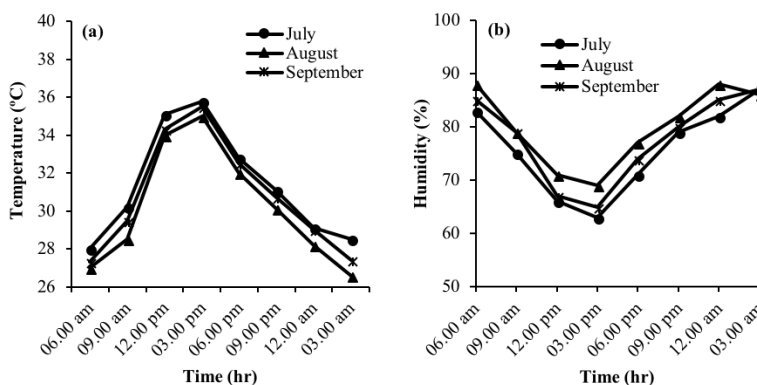 (a)
July
August
September
Temperature (ºC)
40
38
36
34
32
30
28
26
06.00 am
09.00 am
12.00 pm
03.00 pm
06.00 pm
09.00 pm
12.00 am
03.00 am
Time (hr)
(b)
July
August
September
Humidity (%)
100
90
80
70
60
50
06.00 am
09.00 am
12.00 pm
03.00 pm
06.00 pm
09.00 pm
12.00 am
03.00 am
Time (hr)